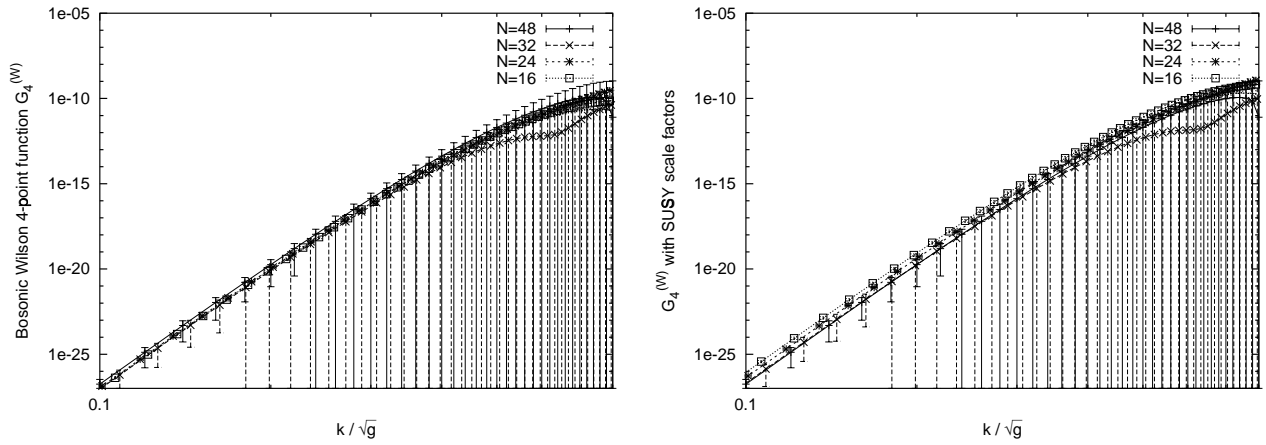 Bosonic Wilson 4-point function G₄⁽ᵂ⁾
1e-05
1e-10
1e-15
1e-20
1e-25
0.1
k / √g
N=48
N=32
N=24
N=16
G₄⁽ᵂ⁾ with SUSY scale factors
1e-05
1e-10
1e-15
1e-20
1e-25
0.1
k / √g
N=48
N=32
N=24
N=16